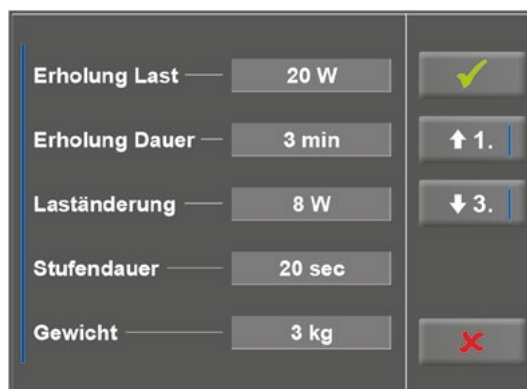 Erholung Last 20 W
Erholung Dauer 3 min
Laständerung 8 W
Stufendauer 20 sec
Gewicht 3 kg
1.
3.